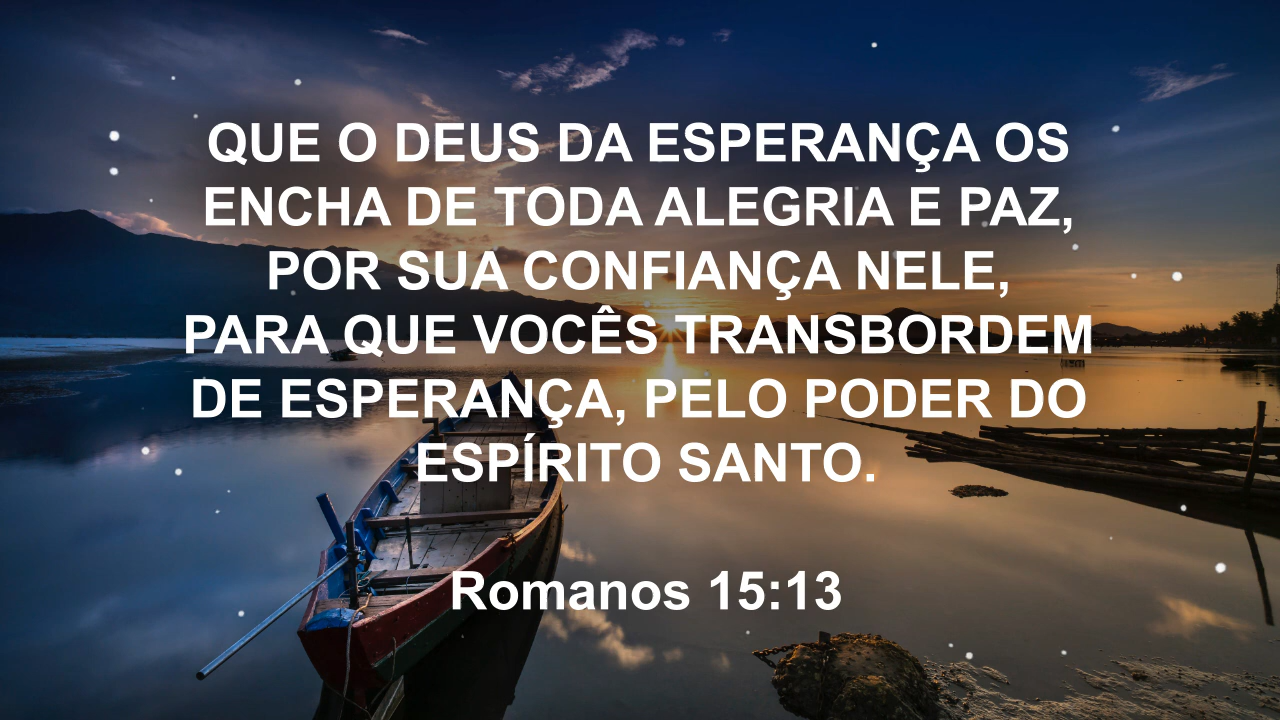 QUE O DEUS DA ESPERANÇA OS
ENCHA DE TODA ALEGRIA E PAZ,
POR SUA CONFIANÇA NELE,
PARA QUE VOCÊS TRANSBORDEM
DE ESPERANÇA, PELO PODER DO
ESPÍRITO SANTO.
Romanos 15:13